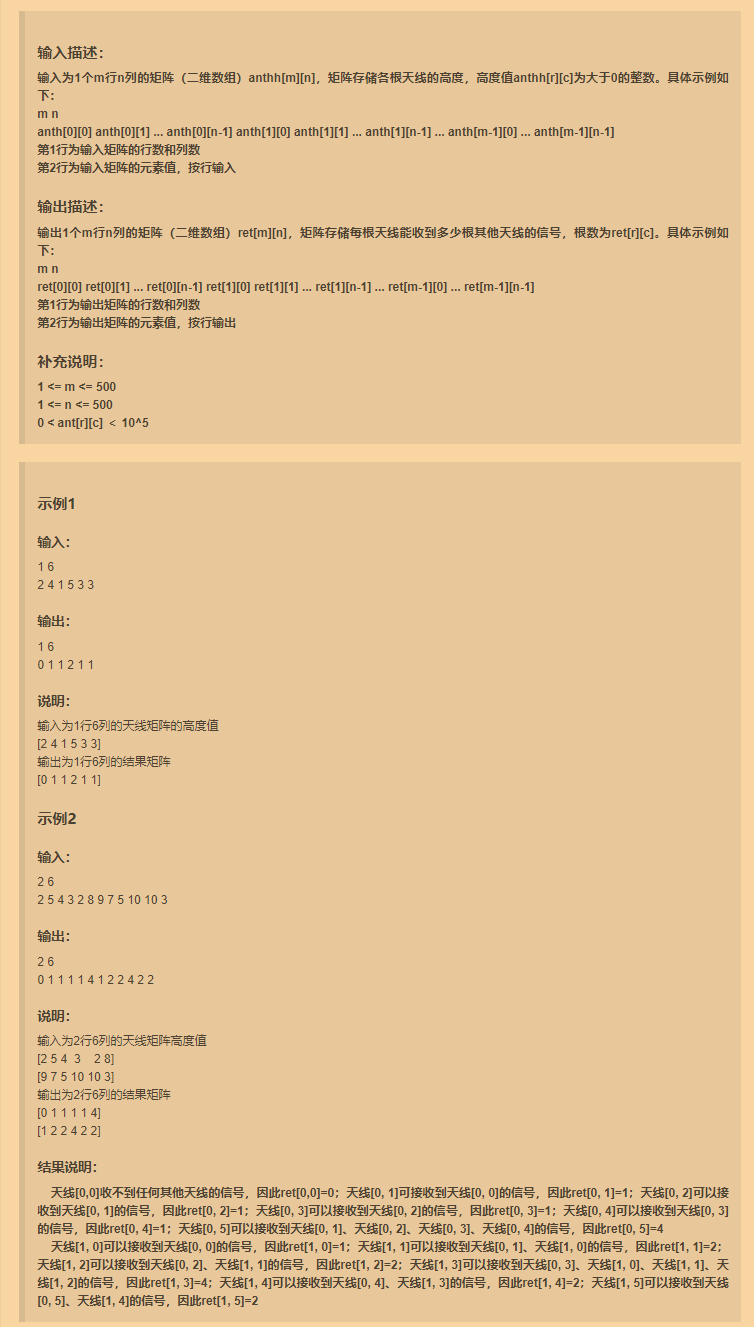 输入描述：
输入为1个m行n列的矩阵（二维数组）anthh[m][n]，矩阵存储各根天线的高度，高度值anthh[r][c]为大于0的整数。具体示例如
下：
m n
anth[0][0] anth[0][1] ... anth[0][n-1] anth[1][0] anth[1][1] ... anth[1][n-1] ... anth[m-1][0] ... anth[m-1][n-1]
第1行为输入矩阵的行数和列数
第2行为输入矩阵的元素值，按行输入
输出描述：
输出1个m行n列的矩阵（二维数组）ret[m][n]，矩阵存储每根天线能收到多少根其他天线的信号，根数为ret[r][c]。具体示例如
下：
m n
ret[0][0] ret[0][1] ... ret[0][n-1] ret[1][0] ret[1][1] ... ret[1][n-1] ... ret[m-1][0] ... ret[m-1][n-1]
第1行为输出矩阵的行数和列数
第2行为输出矩阵的元素值，按行输出
补充说明：
1 <= m <= 500
1 <= n <= 500
0 < ant[r][c] < 10^5
示例1
输入：
1 6
2 4 1 5 3 3
输出：
1 6
0 1 1 2 1 1
说明：
输入为1行6列的天线矩阵的高度值
[2 4 1 5 3 3]
输出为1行6列的结果矩阵
[0 1 1 2 1 1]
示例2
输入：
2 6
2 5 4 3 2 8 9 7 5 10 10 3
输出：
2 6
0 1 1 1 1 4 1 2 2 4 2 2
说明：
输入为2行6列的天线矩阵高度值
[2 5 4 3 2 8]
[9 7 5 10 10 3]
输出为2行6列的结果矩阵
[0 1 1 1 1 4]
[1 2 2 4 2 2]
结果说明：
天线[0,0]收不到任何其他天线的信号，因此ret[0,0]=0；天线[0, 1]可接收到天线[0, 0]的信号，因此ret[0, 1]=1；天线[0, 2]可以接
收到天线[0, 1]的信号，因此ret[0, 2]=1；天线[0, 3]可以接收到天线[0, 2]的信号，因此ret[0, 3]=1；天线[0, 4]可以接收到天线[0, 3]
的信号，因此ret[0, 4]=1；天线[0, 5]可以接收到天线[0, 1]、天线[0, 2]、天线[0, 3]、天线[0, 4]的信号，因此ret[0, 5]=4
天线[1, 0]可以接收到天线[0, 0]的信号，因此ret[1, 0]=1；天线[1, 1]可以接收到天线[0, 1]、天线[1, 0]的信号，因此ret[1, 1]=2；
天线[1, 2]可以接收到天线[0, 2]、天线[1, 1]的信号，因此ret[1, 2]=2；天线[1, 3]可以接收到天线[0, 3]、天线[1, 0]、天线[1, 1]、天
线[1, 2]的信号，因此ret[1, 3]=4；天线[1, 4]可以接收到天线[0, 4]、天线[1, 3]的信号，因此ret[1, 4]=2；天线[1, 5]可以接收到天线
[0, 5]、天线[1, 4]的信号，因此ret[1, 5]=2